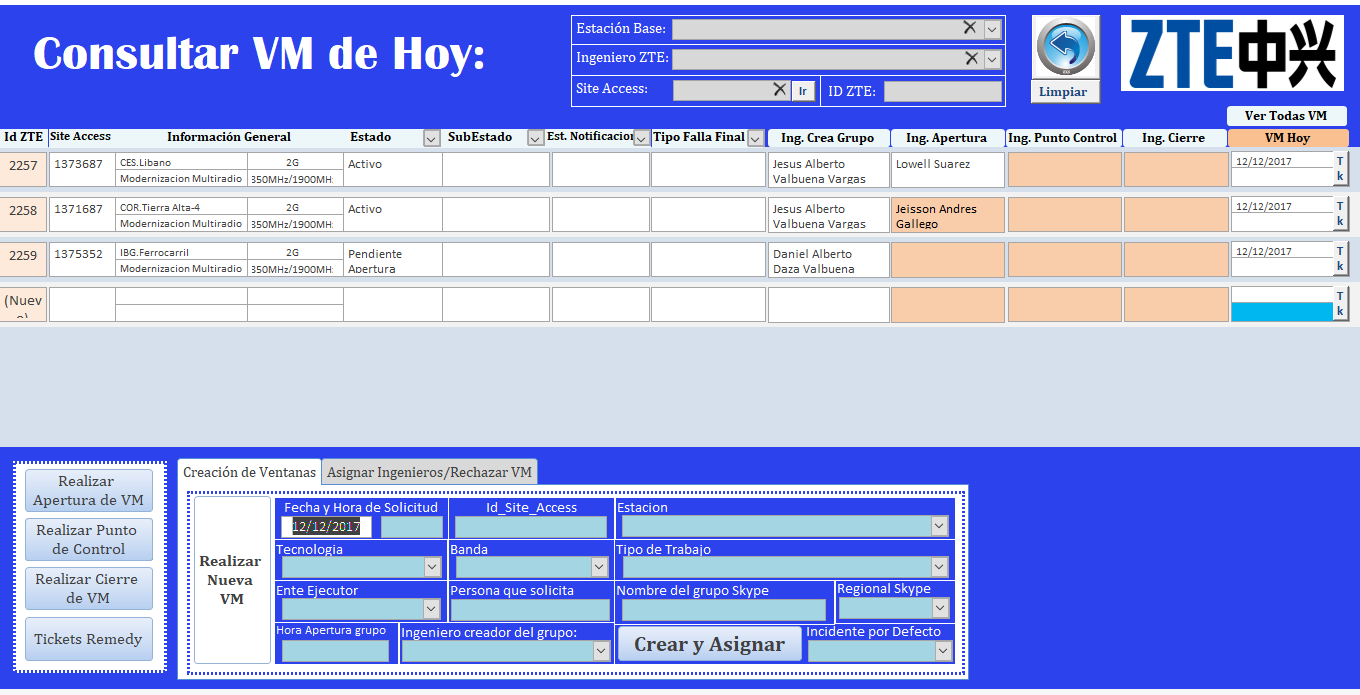 Consultar VM de Hoy:
Estación Base:
Ingeniero ZTE:
Site Access: Ir ID ZTE:
Limpiar
ZTE中兴
Ver Todas VM
Id ZTE Site Access Información General Estado SubEstado Est. Notificacion Tipo Falla Final Ing. Crea Grupo Ing. Apertura Ing. Punto Control Ing. Cierre VM Hoy
2257 1373687 CES.Libano 2G Activo Jesus Alberto Lowell Suarez 12/12/2017 T
Modernizacion Multiradio 850MHz/1900MH: Valbuena Vargas k
2258 1371687 COR.Tierra Alta-4 2G Activo Jesus Alberto Jeisson Andres 12/12/2017 T
Modernizacion Multiradio 850MHz/1900MH: Valbuena Vargas Gallego k
2259 1375352 IBG.Ferrocarril 2G Pendiente Daniel Alberto 12/12/2017 T
Modernizacion Multiradio 850MHz/1900MH: Apertura Daza Valbuena k
(Nuev T
o) k
Realizar
Apertura de VM
Realizar Punto
de Control
Realizar Cierre
de VM
Tickets Remedy
Creación de Ventanas Asignar Ingenieros/Rechazar VM
Realizar
Nueva
VM
Fecha y Hora de Solicitud Id_Site_Access Estacion
12/12/2017
Tecnologia Banda Tipo de Trabajo
Ente Ejecutor Persona que solicita Nombre del grupo Skype Regional Skype
Hora Apertura grupo Ingeniero creador del grupo: Crear y Asignar Incidente por Defecto